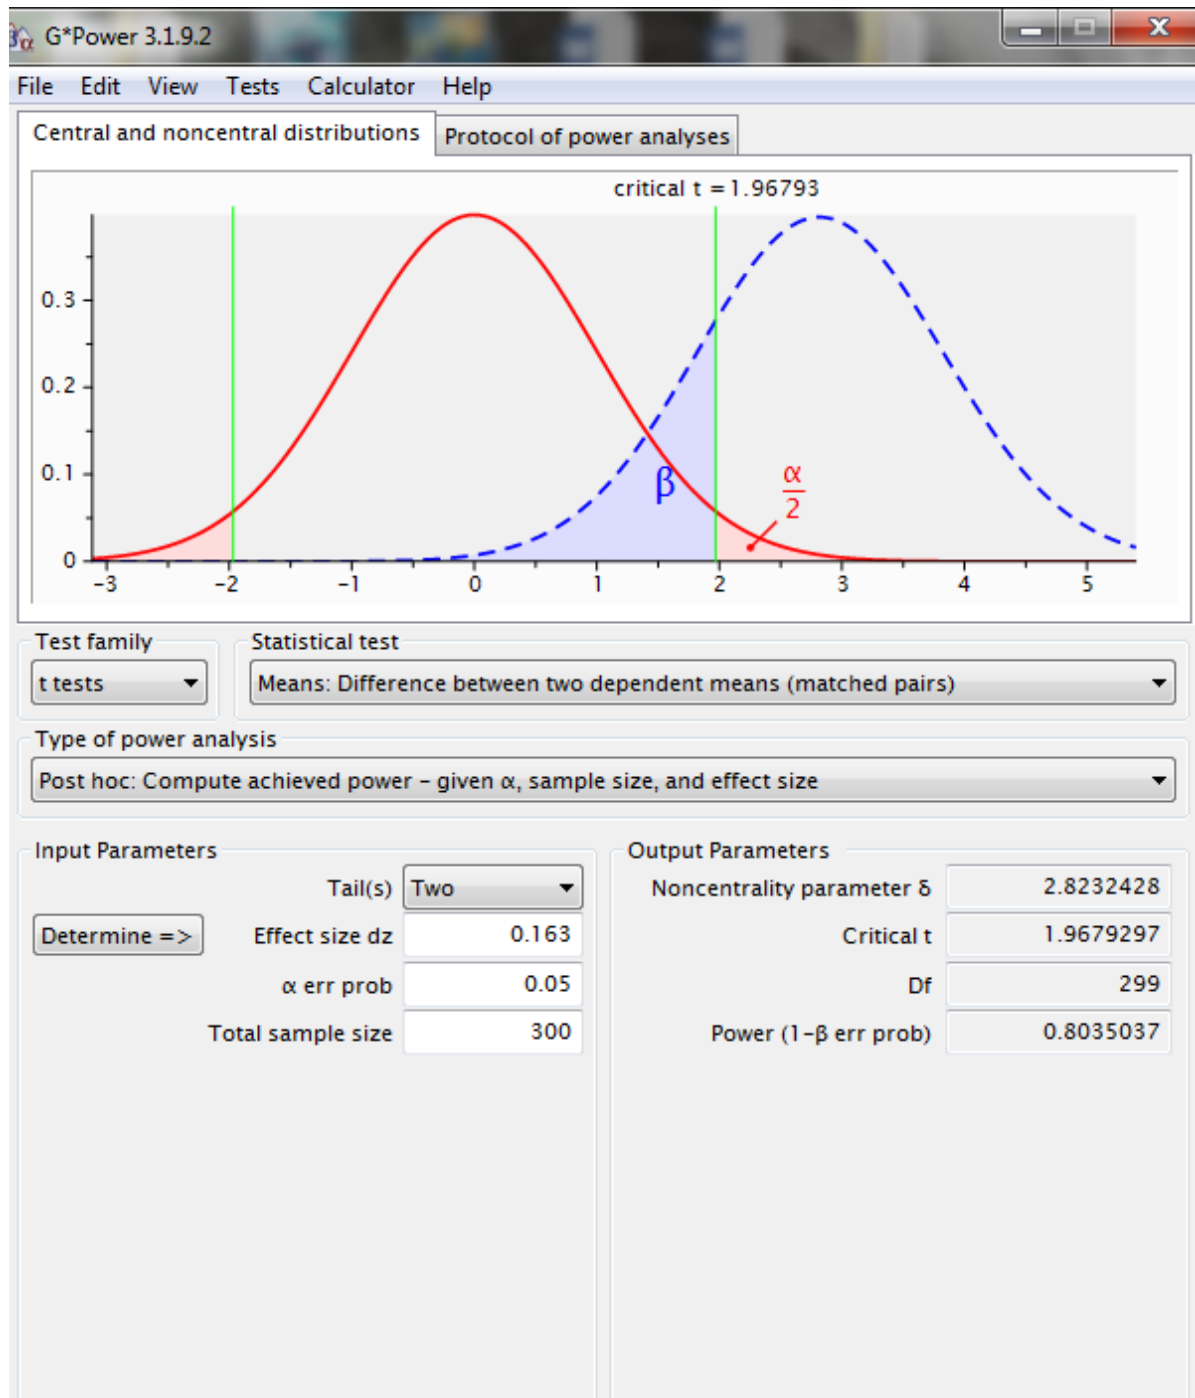 G*Power 3.1.9.2
File Edit View Tests Calculator Help
Central and noncentral distributions Protocol of power analyses
critical t = 1.96793
0.3
0.2
0.1
0
β
α
2
-3 -2 -1 0 1 2 3 4 5
Test family Statistical test
t tests Means: Difference between two dependent means (matched pairs)
Type of power analysis
Post hoc: Compute achieved power – given α, sample size, and effect size
Input Parameters Output Parameters
Tail(s) Two Noncentrality parameter δ 2.8232428
Determine => Effect size dz 0.163 Critical t 1.9679297
α err prob 0.05 Df 299
Total sample size 300 Power (1-β err prob) 0.8035037